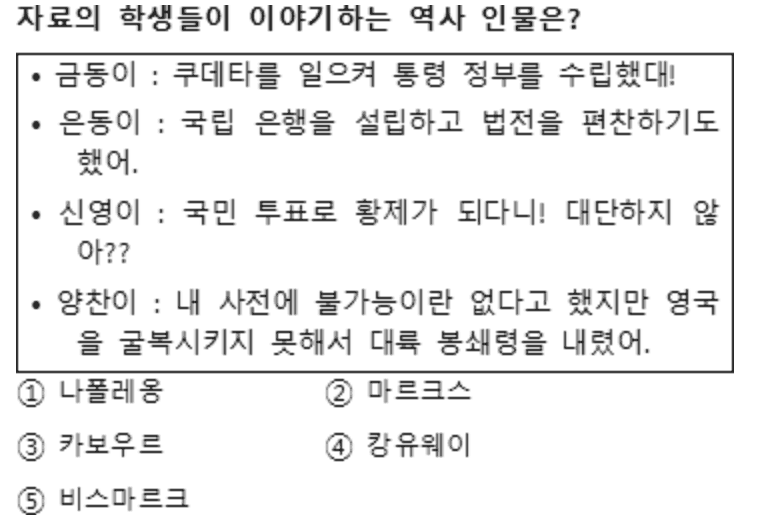 자료의 학생들이 이야기하는 역사 인물은?
• 금동이 : 쿠데타를 일으켜 통령 정부를 수립했대!
• 은동이 : 국립 은행을 설립하고 법전을 편찬하기도
했어.
• 신영이 : 국민 투표로 황제가 되다니! 대단하지 않
아??
• 양찬이 : 내 사전에 불가능이란 없다고 했지만 영국
을 굴복시키지 못해서 대륙 봉쇄령을 내렸어.
① 나폴레옹 ② 마르크스
③ 카보우르 ④ 캉유웨이
⑤ 비스마르크